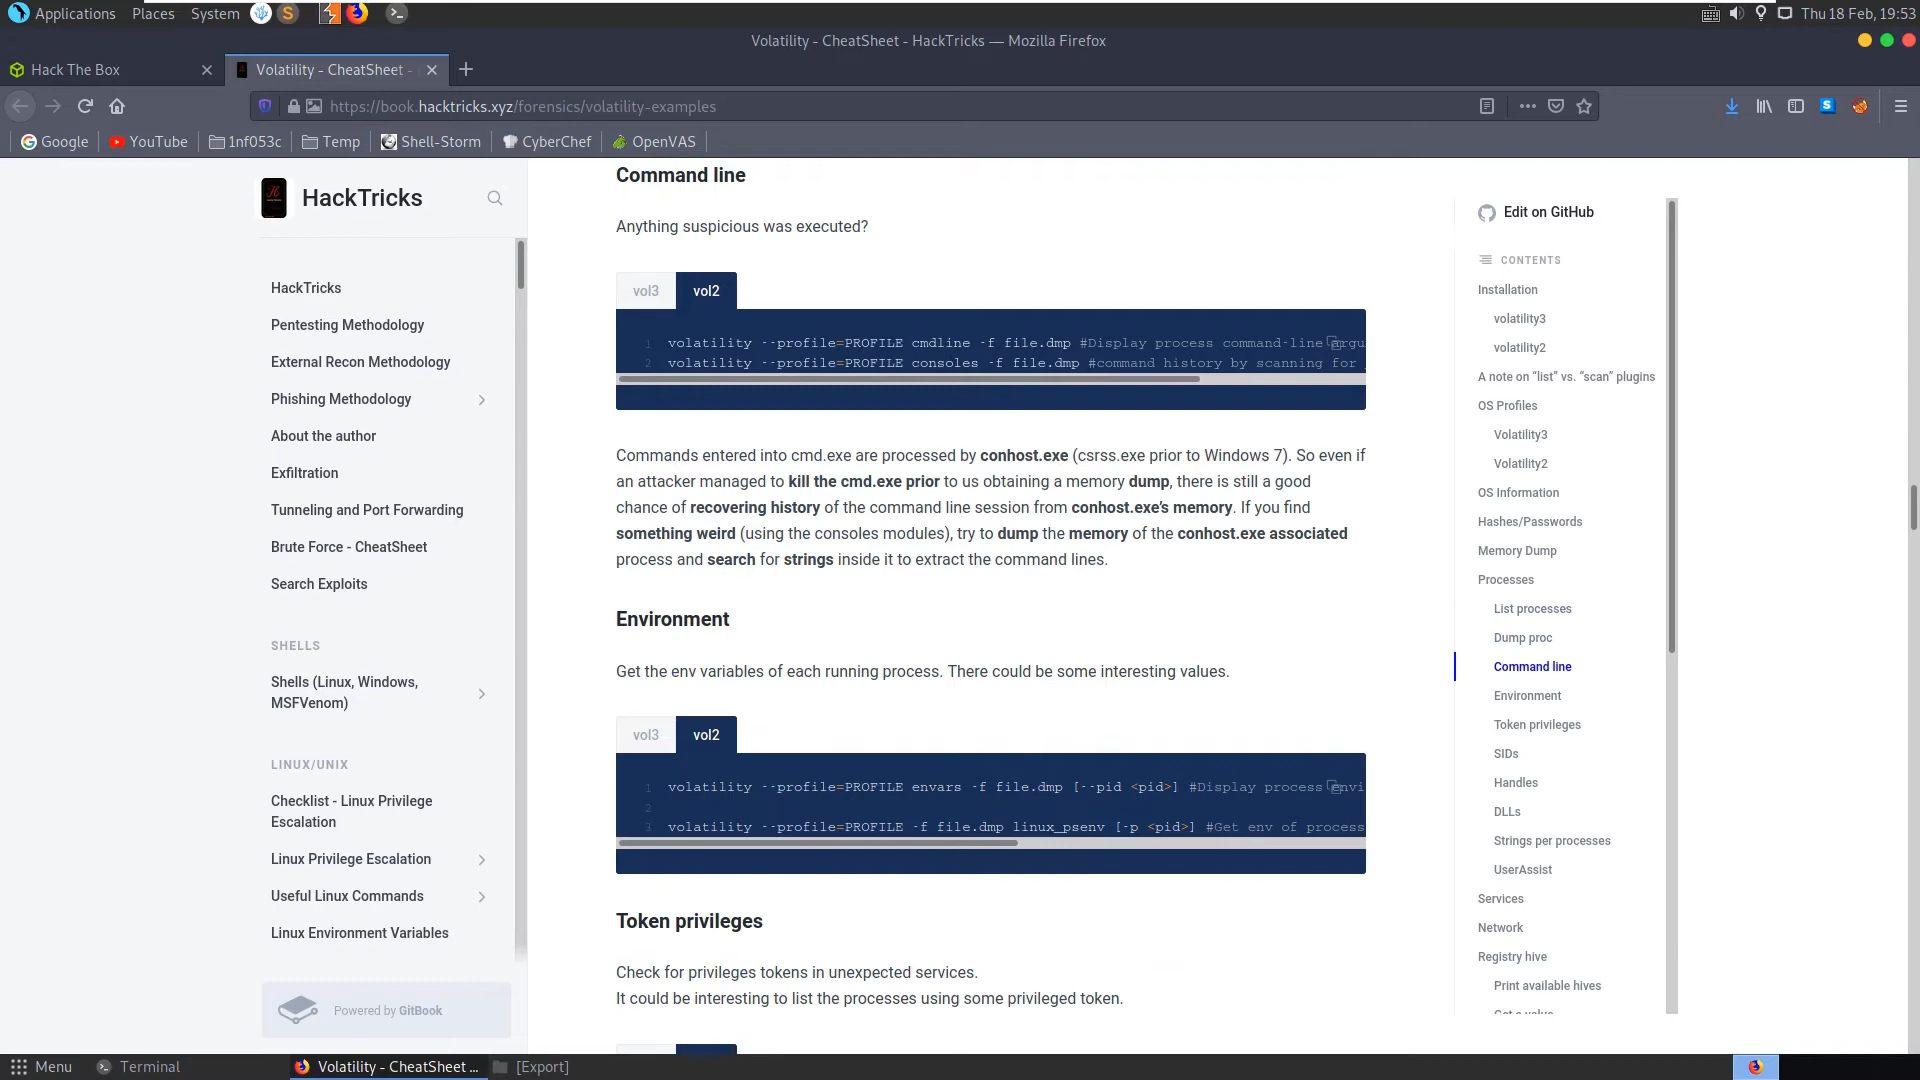 Applications Places System
Thu 18 Feb, 19:53
Volatility - CheatSheet - HackTricks — Mozilla Firefox
Hack The Box
Volatility - CheatSheet -
https://book.hacktricks.xyz/forensics/volatility-examples
Google YouTube 1nf053c Temp Shell-Storm CyberChef OpenVAS
HackTricks
HackTricks
Pentesting Methodology
External Recon Methodology
Phishing Methodology
About the author
Exfiltration
Tunneling and Port Forwarding
Brute Force - CheatSheet
Search Exploits
SHELLS
Shells (Linux, Windows,
MSFVenom)
LINUX/UNIX
Checklist - Linux Privilege
Escalation
Linux Privilege Escalation
Useful Linux Commands
Linux Environment Variables
Powered by GitBook
Command line
Anything suspicious was executed?
vol3 vol2
1 volatility --profile=PROFILE cmdline -f file.dmp #Display process command-line argu
2 volatility --profile=PROFILE consoles -f file.dmp #command history by scanning for
Commands entered into cmd.exe are processed by conhost.exe (csrss.exe prior to Windows 7). So even if
an attacker managed to kill the cmd.exe prior to us obtaining a memory dump, there is still a good
chance of recovering history of the command line session from conhost.exe’s memory. If you find
something weird (using the consoles modules), try to dump the memory of the conhost.exe associated
process and search for strings inside it to extract the command lines.
Environment
Get the env variables of each running process. There could be some interesting values.
vol3 vol2
1 volatility --profile=PROFILE envars -f file.dmp [--pid <pid>] #Display process envi
2
3 volatility --profile=PROFILE -f file.dmp linux_psenv [-p <pid>] #Get env of process
Token privileges
Check for privileges tokens in unexpected services.
It could be interesting to list the processes using some privileged token.
Edit on GitHub
CONTENTS
Installation
volatility3
volatility2
A note on “list” vs. “scan” plugins
OS Profiles
Volatility3
Volatility2
OS Information
Hashes/Passwords
Memory Dump
Processes
List processes
Dump proc
Command line
Environment
Token privileges
SIDs
Handles
DLLs
Strings per processes
UserAssist
Services
Network
Registry hive
Print available hives
Menu Terminal Volatility - CheatSheet ... [Export]